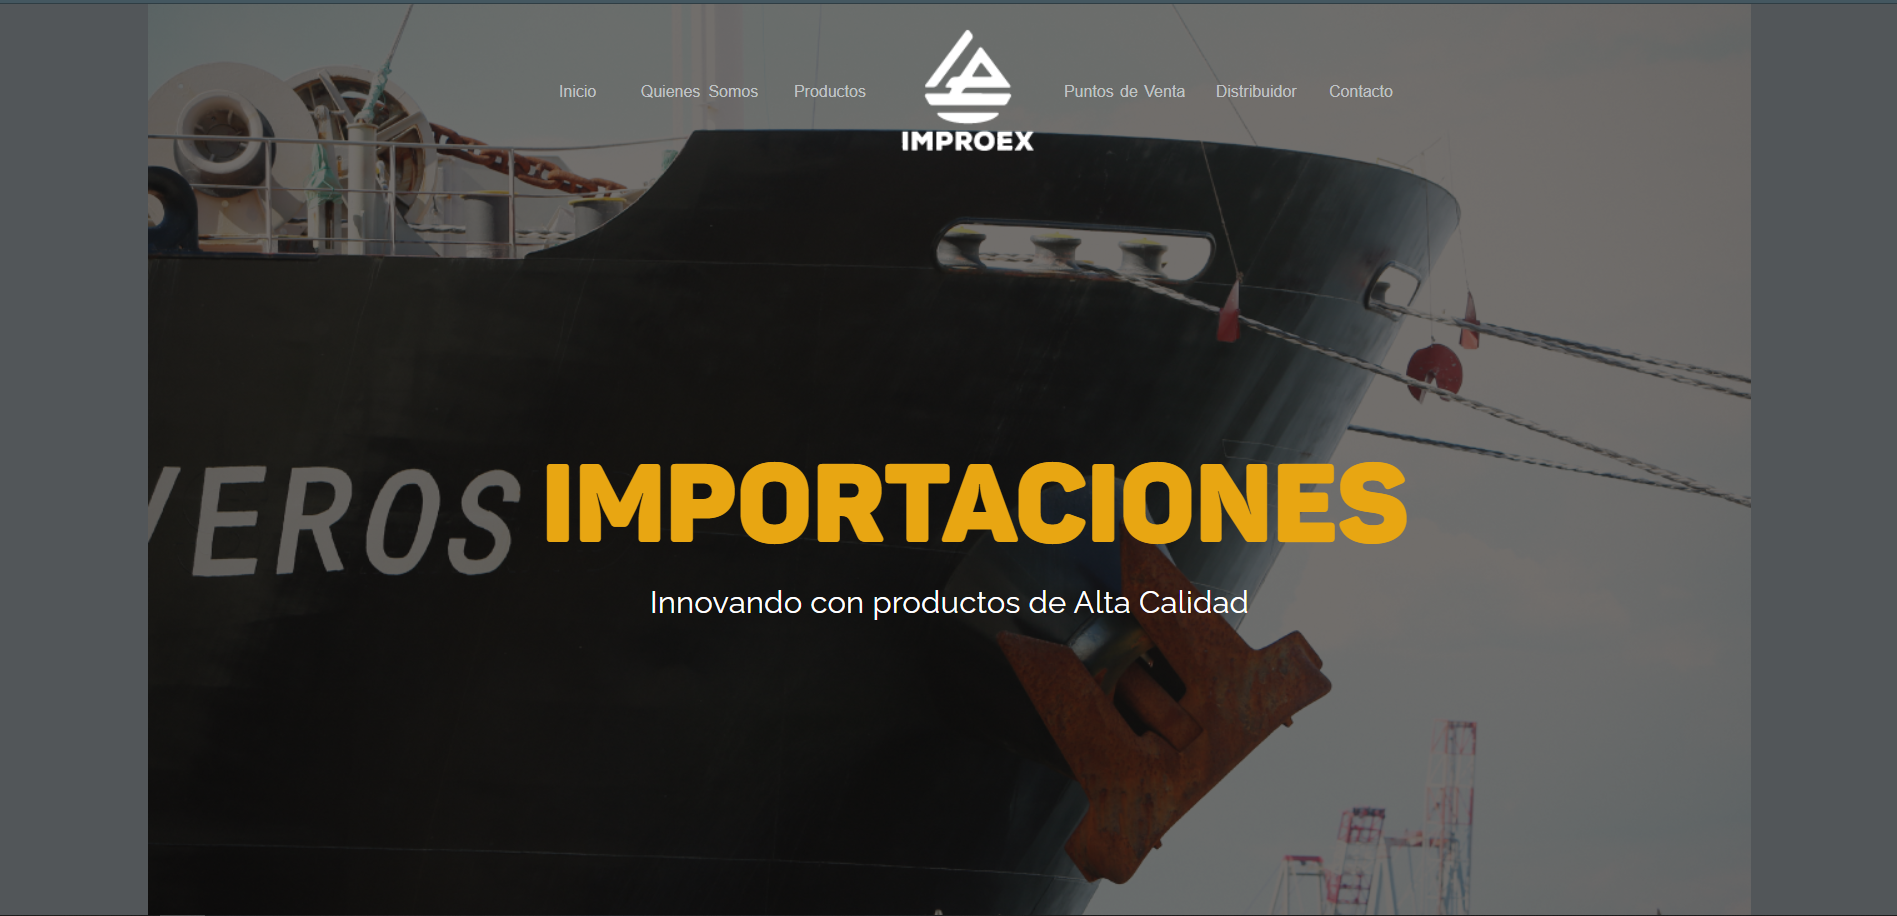 Inicio Quienes Somos Productos Puntos de Venta Distribuidor Contacto
IMPROEX
VEROS
IMPORTACIONES
Innovando con productos de Alta Calidad